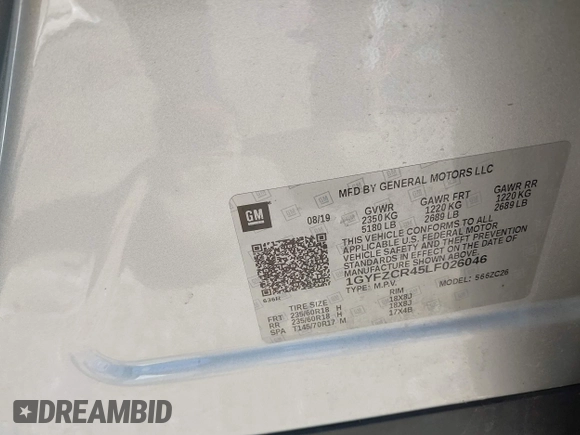 MFD BY GENERAL MOTORS LLC
GM
08/19 GVWR GAWR FRT GAWR RR
2350 KG 1220 KG 1220 KG
5180 LB 2689 LB 2689 LB
THIS VEHICLE CONFORMS TO ALL
APPLICABLE U.S. FEDERAL MOTOR
VEHICLE SAFETY AND THEFT PREVENTION
STANDARDS IN EFFECT ON THE DATE OF
MANUFACTURE SHOWN ABOVE.
1GYFZCR45LF026046
TYPE: M.P.V. MODEL: 565ZC26
TIRE SIZE RIM
FRT 235/60R18 H 18X8J
RR 235/60R18 H 18X8J
SPA T145/70R17 M 17X4B
DREAMBID